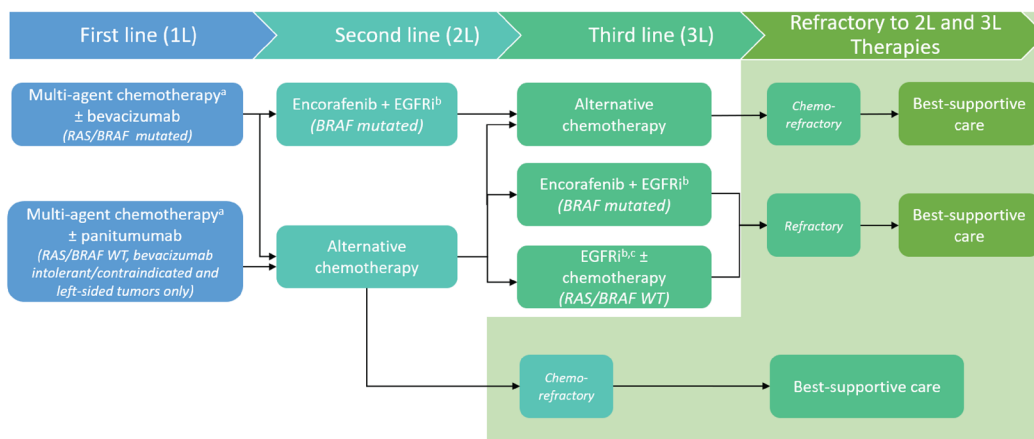 First line (1L)
Second line (2L)
Third line (3L)
Refractory to 2L and 3L
Therapies
Multi-agent chemotherapyᵃ
± bevacizumab
(RAS/BRAF mutated)
Encorafenib + EGFRiᵇ
(BRAF mutated)
Alternative
chemotherapy
Chemo-
refractory
Best-supportive
care
Encorafenib + EGFRiᵇ
(BRAF mutated)
Multi-agent chemotherapyᵃ
± panitumumab
(RAS/BRAF WT, bevacizumab
intolerant/contraindicated and
left-sided tumors only)
Alternative
chemotherapy
EGFRiᵇ,ᶜ ±
chemotherapy
(RAS/BRAF WT)
Refractory
Best-supportive
care
Chemo-
refractory
Best-supportive care